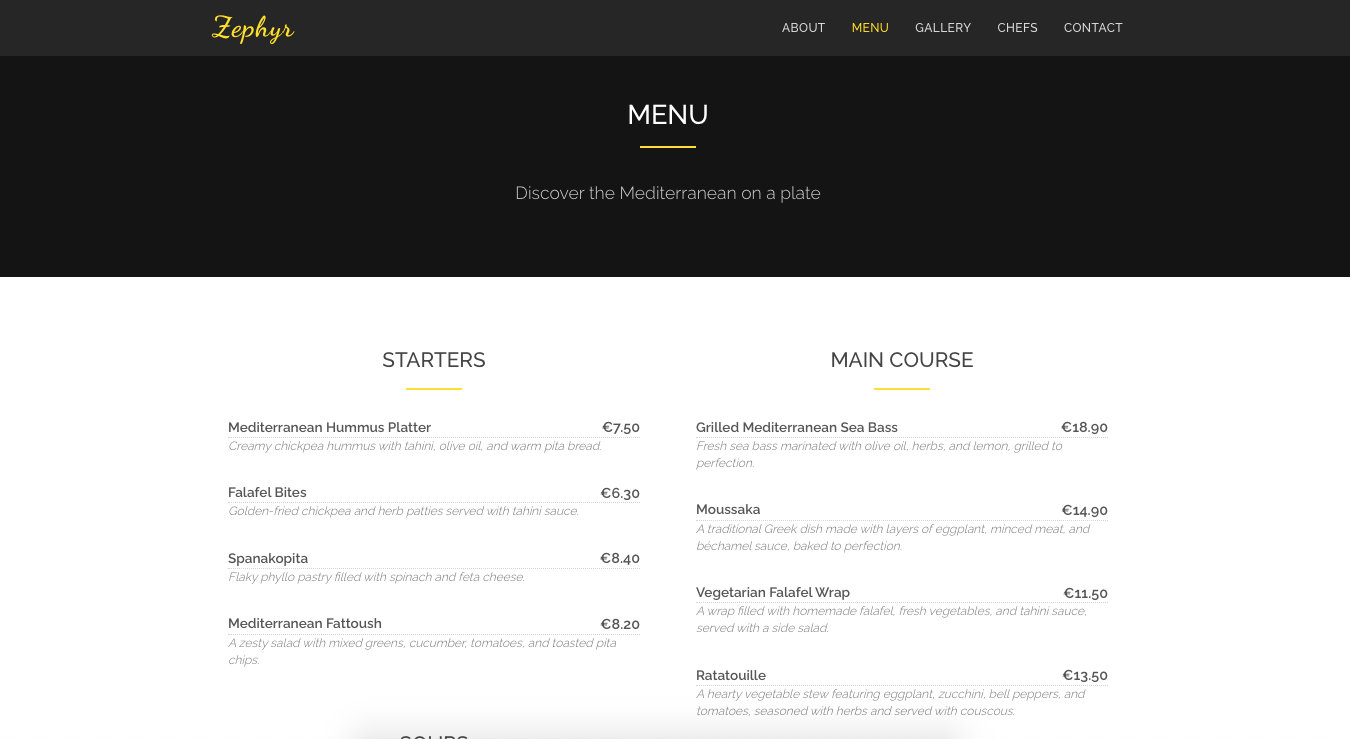 Zephyr
ABOUT MENU GALLERY CHEFS CONTACT
MENU
Discover the Mediterranean on a plate
STARTERS
Mediterranean Hummus Platter €7.50
Creamy chickpea hummus with tahini, olive oil, and warm pita bread.
Falafel Bites €6.30
Golden-fried chickpea and herb patties served with tahini sauce.
Spanakopita €8.40
Flaky phyllo pastry filled with spinach and feta cheese.
Mediterranean Fattoush €8.20
A zesty salad with mixed greens, cucumber, tomatoes, and toasted pita
chips.
SOUPS
MAIN COURSE
Grilled Mediterranean Sea Bass €18.90
Fresh sea bass marinated with olive oil, herbs, and lemon, grilled to
perfection.
Moussaka €14.90
A traditional Greek dish made with layers of eggplant, minced meat, and
béchamel sauce, baked to perfection.
Vegetarian Falafel Wrap €11.50
A wrap filled with homemade falafel, fresh vegetables, and tahini sauce,
served with a side salad.
Ratatouille €13.50
A hearty vegetable stew featuring eggplant, zucchini, bell peppers, and
tomatoes, seasoned with herbs and served with couscous.